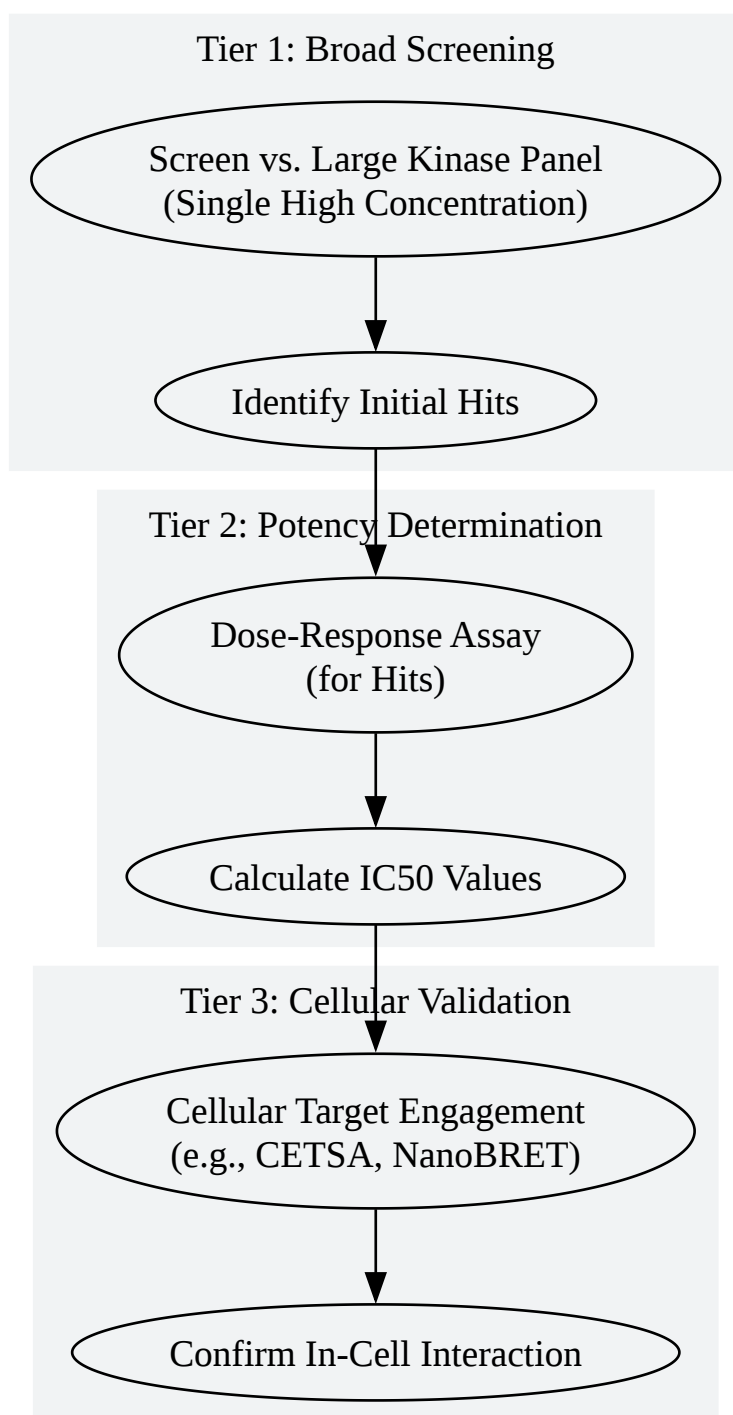 Tier 1: Broad Screening
Screen vs. Large Kinase Panel
(Single High Concentration)
Identify Initial Hits
Tier 2: Potency Determination
Dose-Response Assay
(for Hits)
Calculate IC50 Values
Tier 3: Cellular Validation
Cellular Target Engagement
(e.g., CETSA, NanoBRET)
Confirm In-Cell Interaction